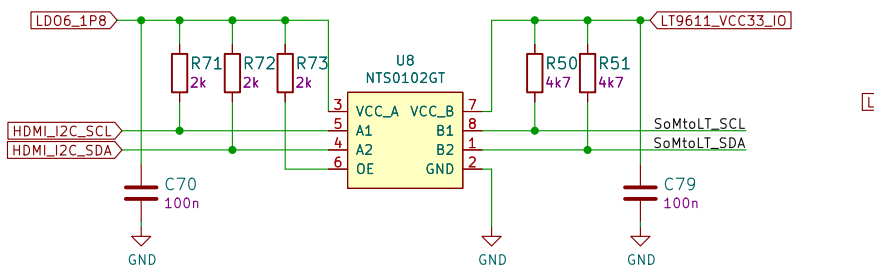 LDO6_1P8
LT9611_VCC33_IO
U8
NTS0102GT
R71
2k
R72
2k
R73
2k
R50
4k7
R51
4k7
3 VCC_A VCC_B 7
HDMI_I2C_SCL 5 A1 B1 8 SoMtoLT_SCL
HDMI_I2C_SDA 4 A2 B2 1 SoMtoLT_SDA
6 OE GND 2
C70
100n
C79
100n
GND
GND
GND
L